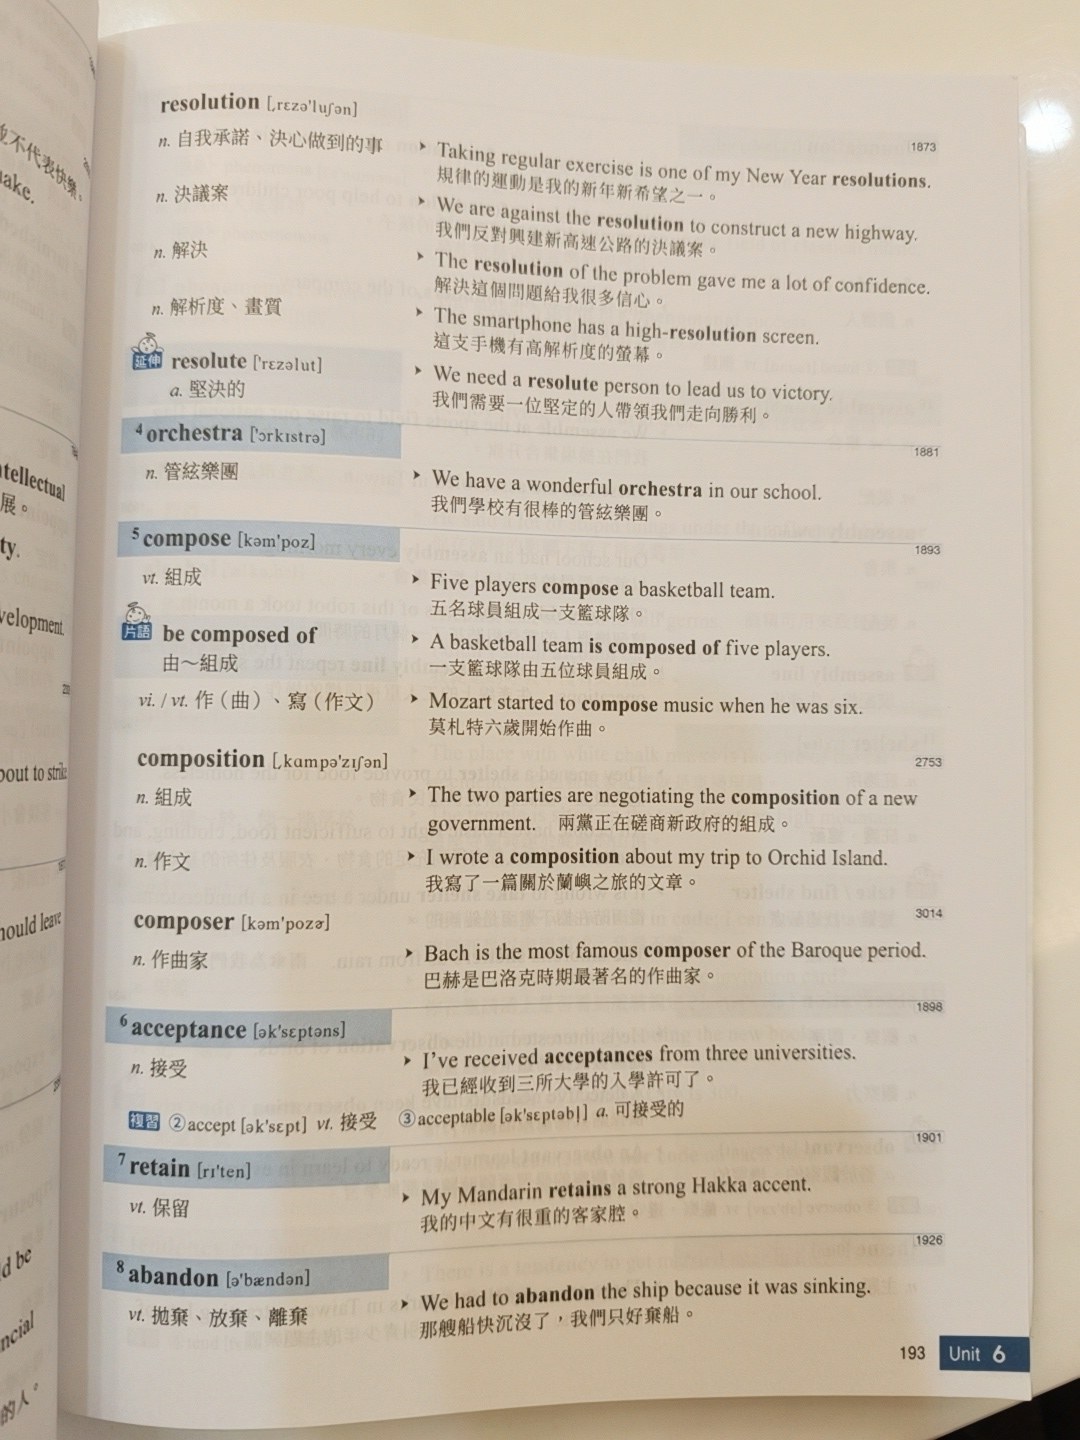 resolution [ˌrɛzəˈluʃən]
n. 自我承諾、決心做到的事
1873
Taking regular exercise is one of my New Year resolutions.
規律的運動是我的新年新希望之一。
n. 決議案
We are against the resolution to construct a new highway.
我們反對興建新高速公路的決議案。
n. 解決
The resolution of the problem gave me a lot of confidence.
解決這個問題給我很多信心。
n. 解析度、畫質
The smartphone has a high-resolution screen.
這支手機有高解析度的螢幕。
延伸 resolute [ˈrɛzəlut]
a. 堅決的
We need a resolute person to lead us to victory.
我們需要一位堅定的人帶領我們走向勝利。
4 orchestra [ˈɔrkɪstrə]
1881
n. 管絃樂團
We have a wonderful orchestra in our school.
我們學校有很棒的管絃樂團。
5 compose [kəmˈpoz]
1893
vt. 組成
Five players compose a basketball team.
五名球員組成一支籃球隊。
片語 be composed of
由～組成
A basketball team is composed of five players.
一支籃球隊由五位球員組成。
vi. / vt. 作（曲）、寫（作文）
Mozart started to compose music when he was six.
莫札特六歲開始作曲。
composition [ˌkɑmpəˈzɪʃən]
2753
n. 組成
The two parties are negotiating the composition of a new
government. 兩黨正在磋商新政府的組成。
n. 作文
I wrote a composition about my trip to Orchid Island.
我寫了一篇關於蘭嶼之旅的文章。
composer [kəmˈpozɚ]
3014
n. 作曲家
Bach is the most famous composer of the Baroque period.
巴赫是巴洛克時期最著名的作曲家。
6 acceptance [əkˈsɛptəns]
1898
n. 接受
I've received acceptances from three universities.
我已經收到三所大學的入學許可了。
複習 ②accept [əkˈsɛpt] vt. 接受 ③acceptable [əkˈsɛptəbl̩] a. 可接受的
7 retain [rɪˈten]
1901
vt. 保留
My Mandarin retains a strong Hakka accent.
我的中文有很重的客家腔。
8 abandon [əˈbændən]
1926
vt. 拋棄、放棄、離棄
We had to abandon the ship because it was sinking.
那艘船快沉沒了，我們只好棄船。
193 Unit 6
不代表快樂。
ake.
ntellectual
展。
ty.
velopment.
bout to strike
hould leave
d be
ncial
的人。